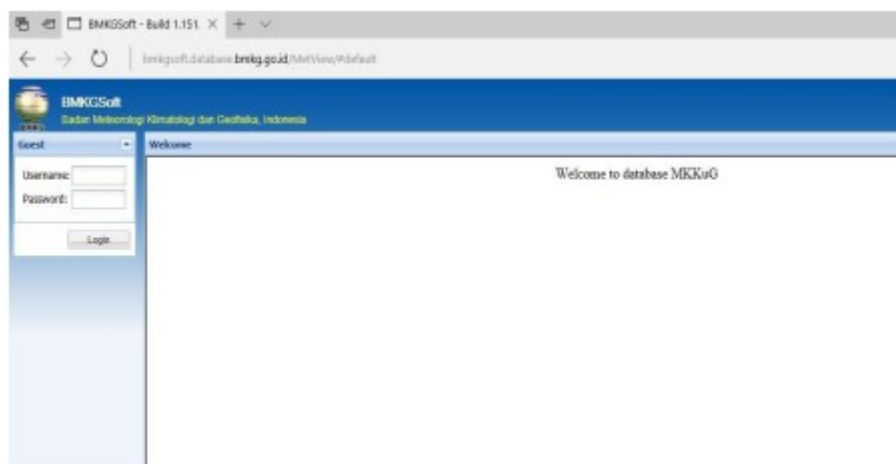 BMKGSoft - Build 1.151.
bmkgsoft.database.bmkg.go.id/MetView/#default
BMKGSoft
Badan Meteorologi Klimatologi dan Geofisika, Indonesia
Guest
Welcome
Username:
Password:
Login
Welcome to database MKKuG